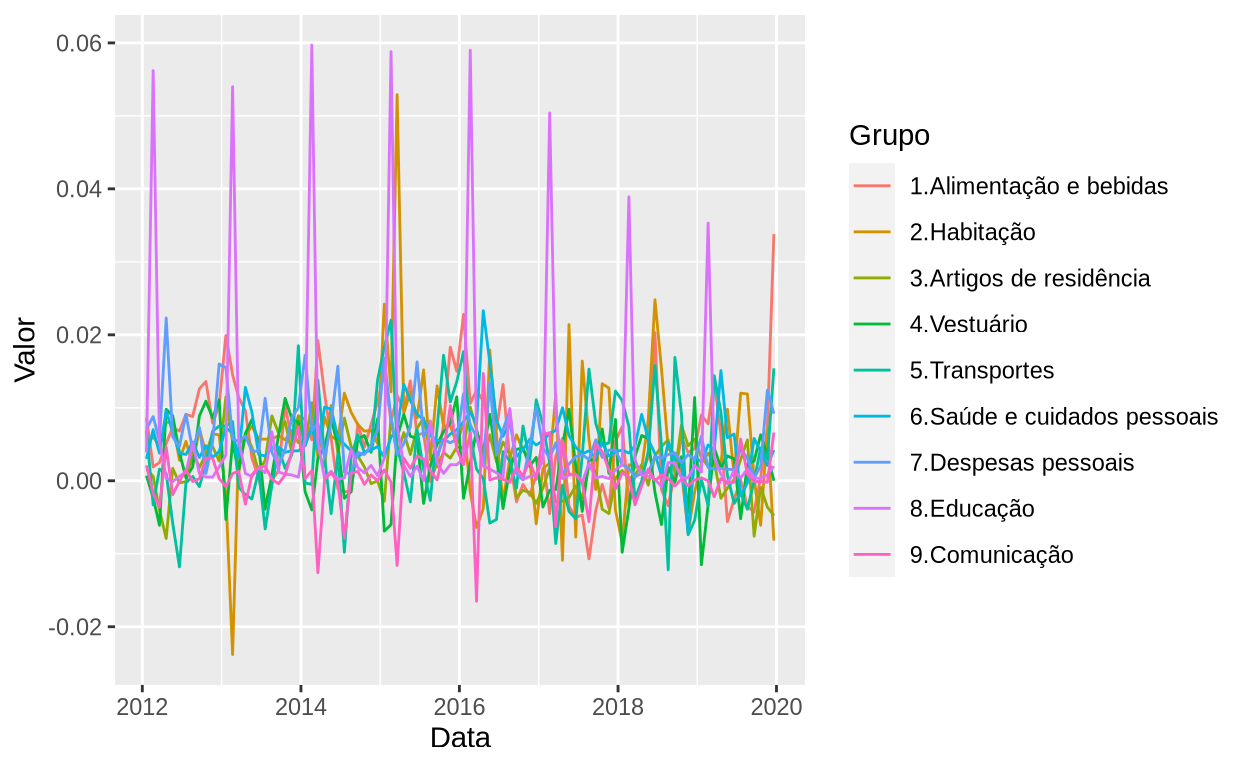 Valor
0.06
0.04
0.02
0.00
-0.02
2012 2014 2016 2018 2020
Data
Grupo
1.Alimentação e bebidas
2.Habitação
3.Artigos de residência
4.Vestuário
5.Transportes
6.Saúde e cuidados pessoais
7.Despesas pessoais
8.Educação
9.Comunicação